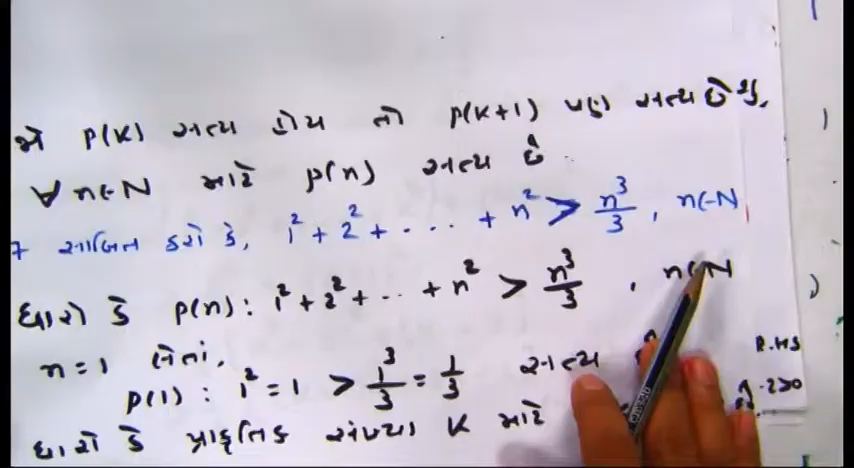 જો P(K) સત્ય હોય તો P(K+1) પણ સત્ય છેજ,
∀ n∈N માટે P(n) સત્ય છે.
7 સાબિત કરો કે, 1² + 2² + ... + n² > n³/3, n∈N
ધારો કે P(n): 1² + 2² + ... + n² > n³/3, n∈N
n = 1 લેતાં,
P(1): 1² = 1 > 1³/3 = 1/3 સત્ય
R.HS
ધારો કે પ્રાકૃતિક સંખ્યા K માટે